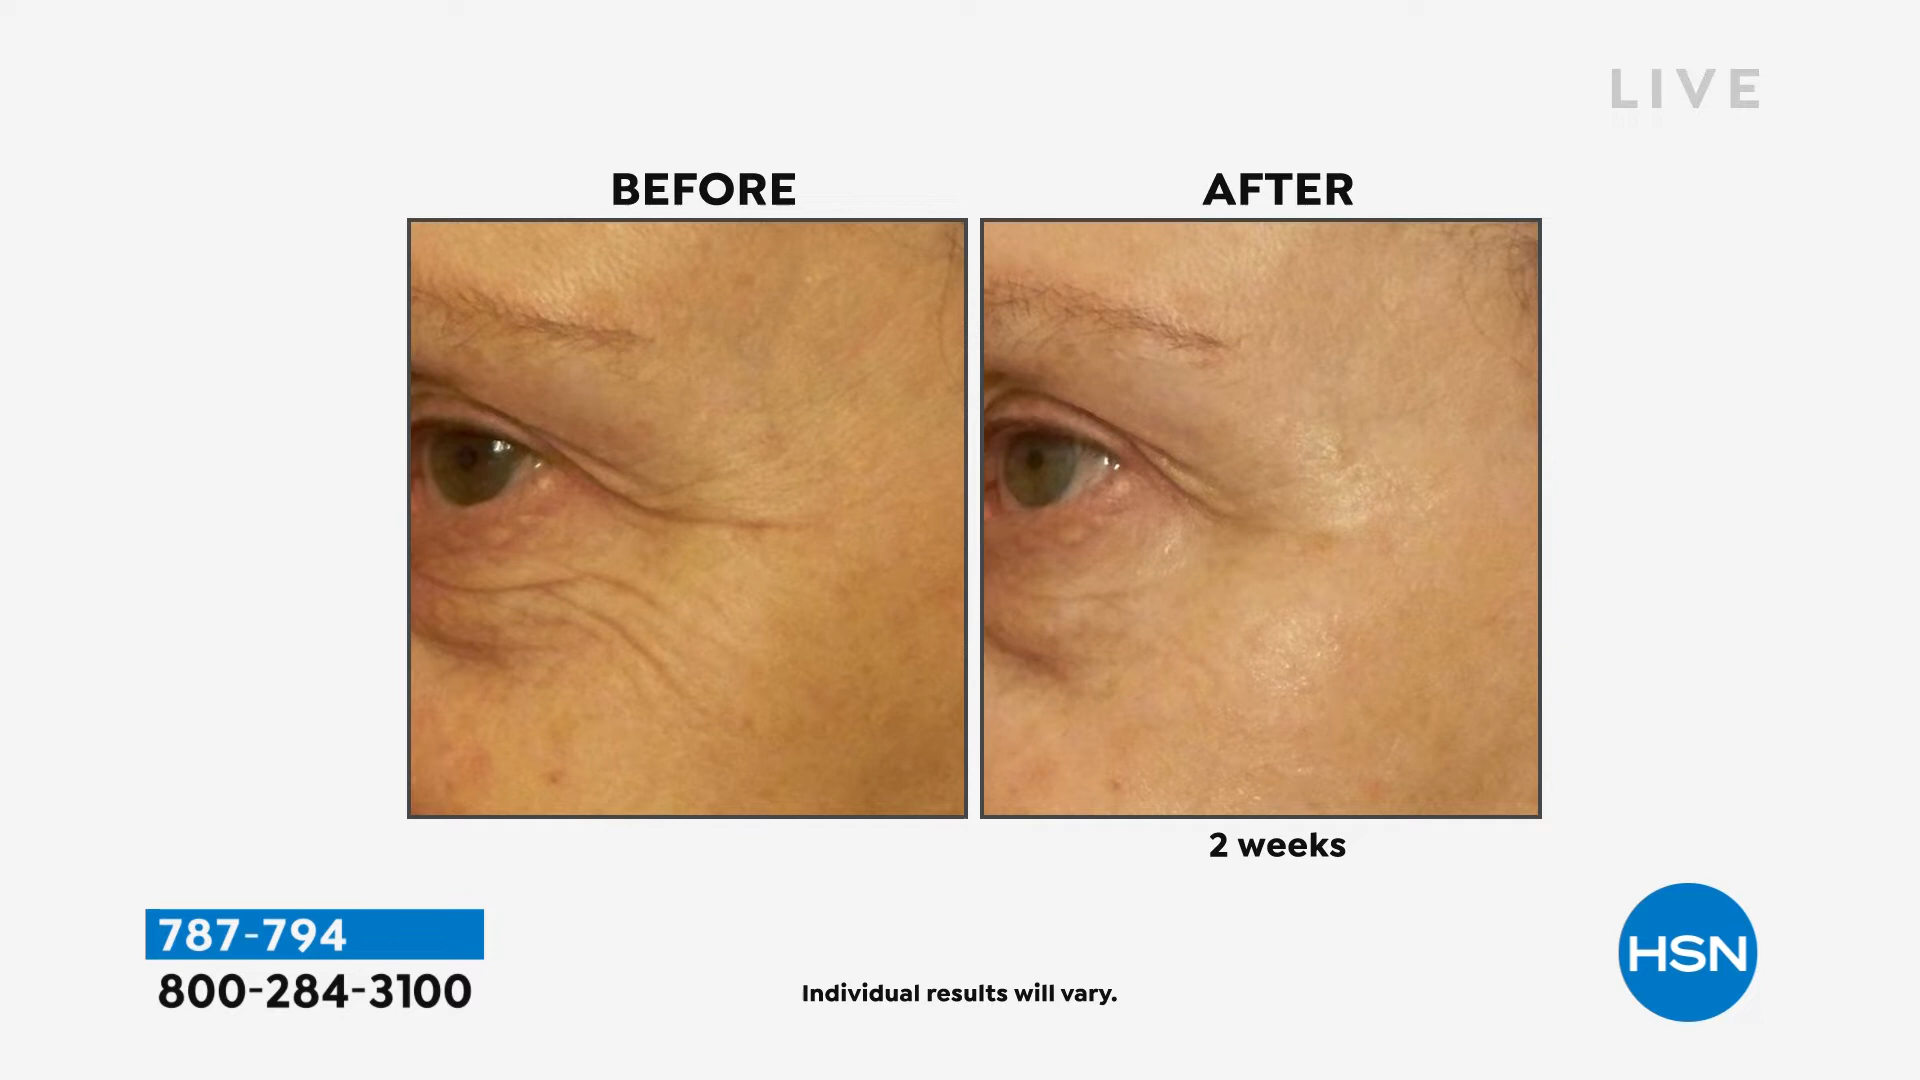 LIVE
BEFORE
AFTER
2 weeks
787-794
800-284-3100
Individual results will vary.
HSN